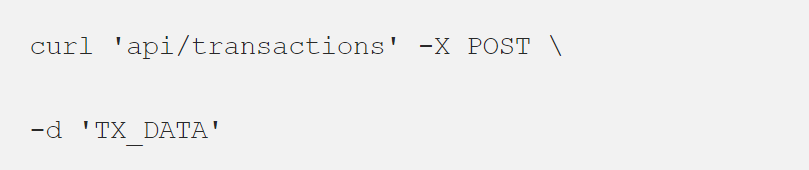 curl 'api/transactions' -X POST \
-d 'TX_DATA'